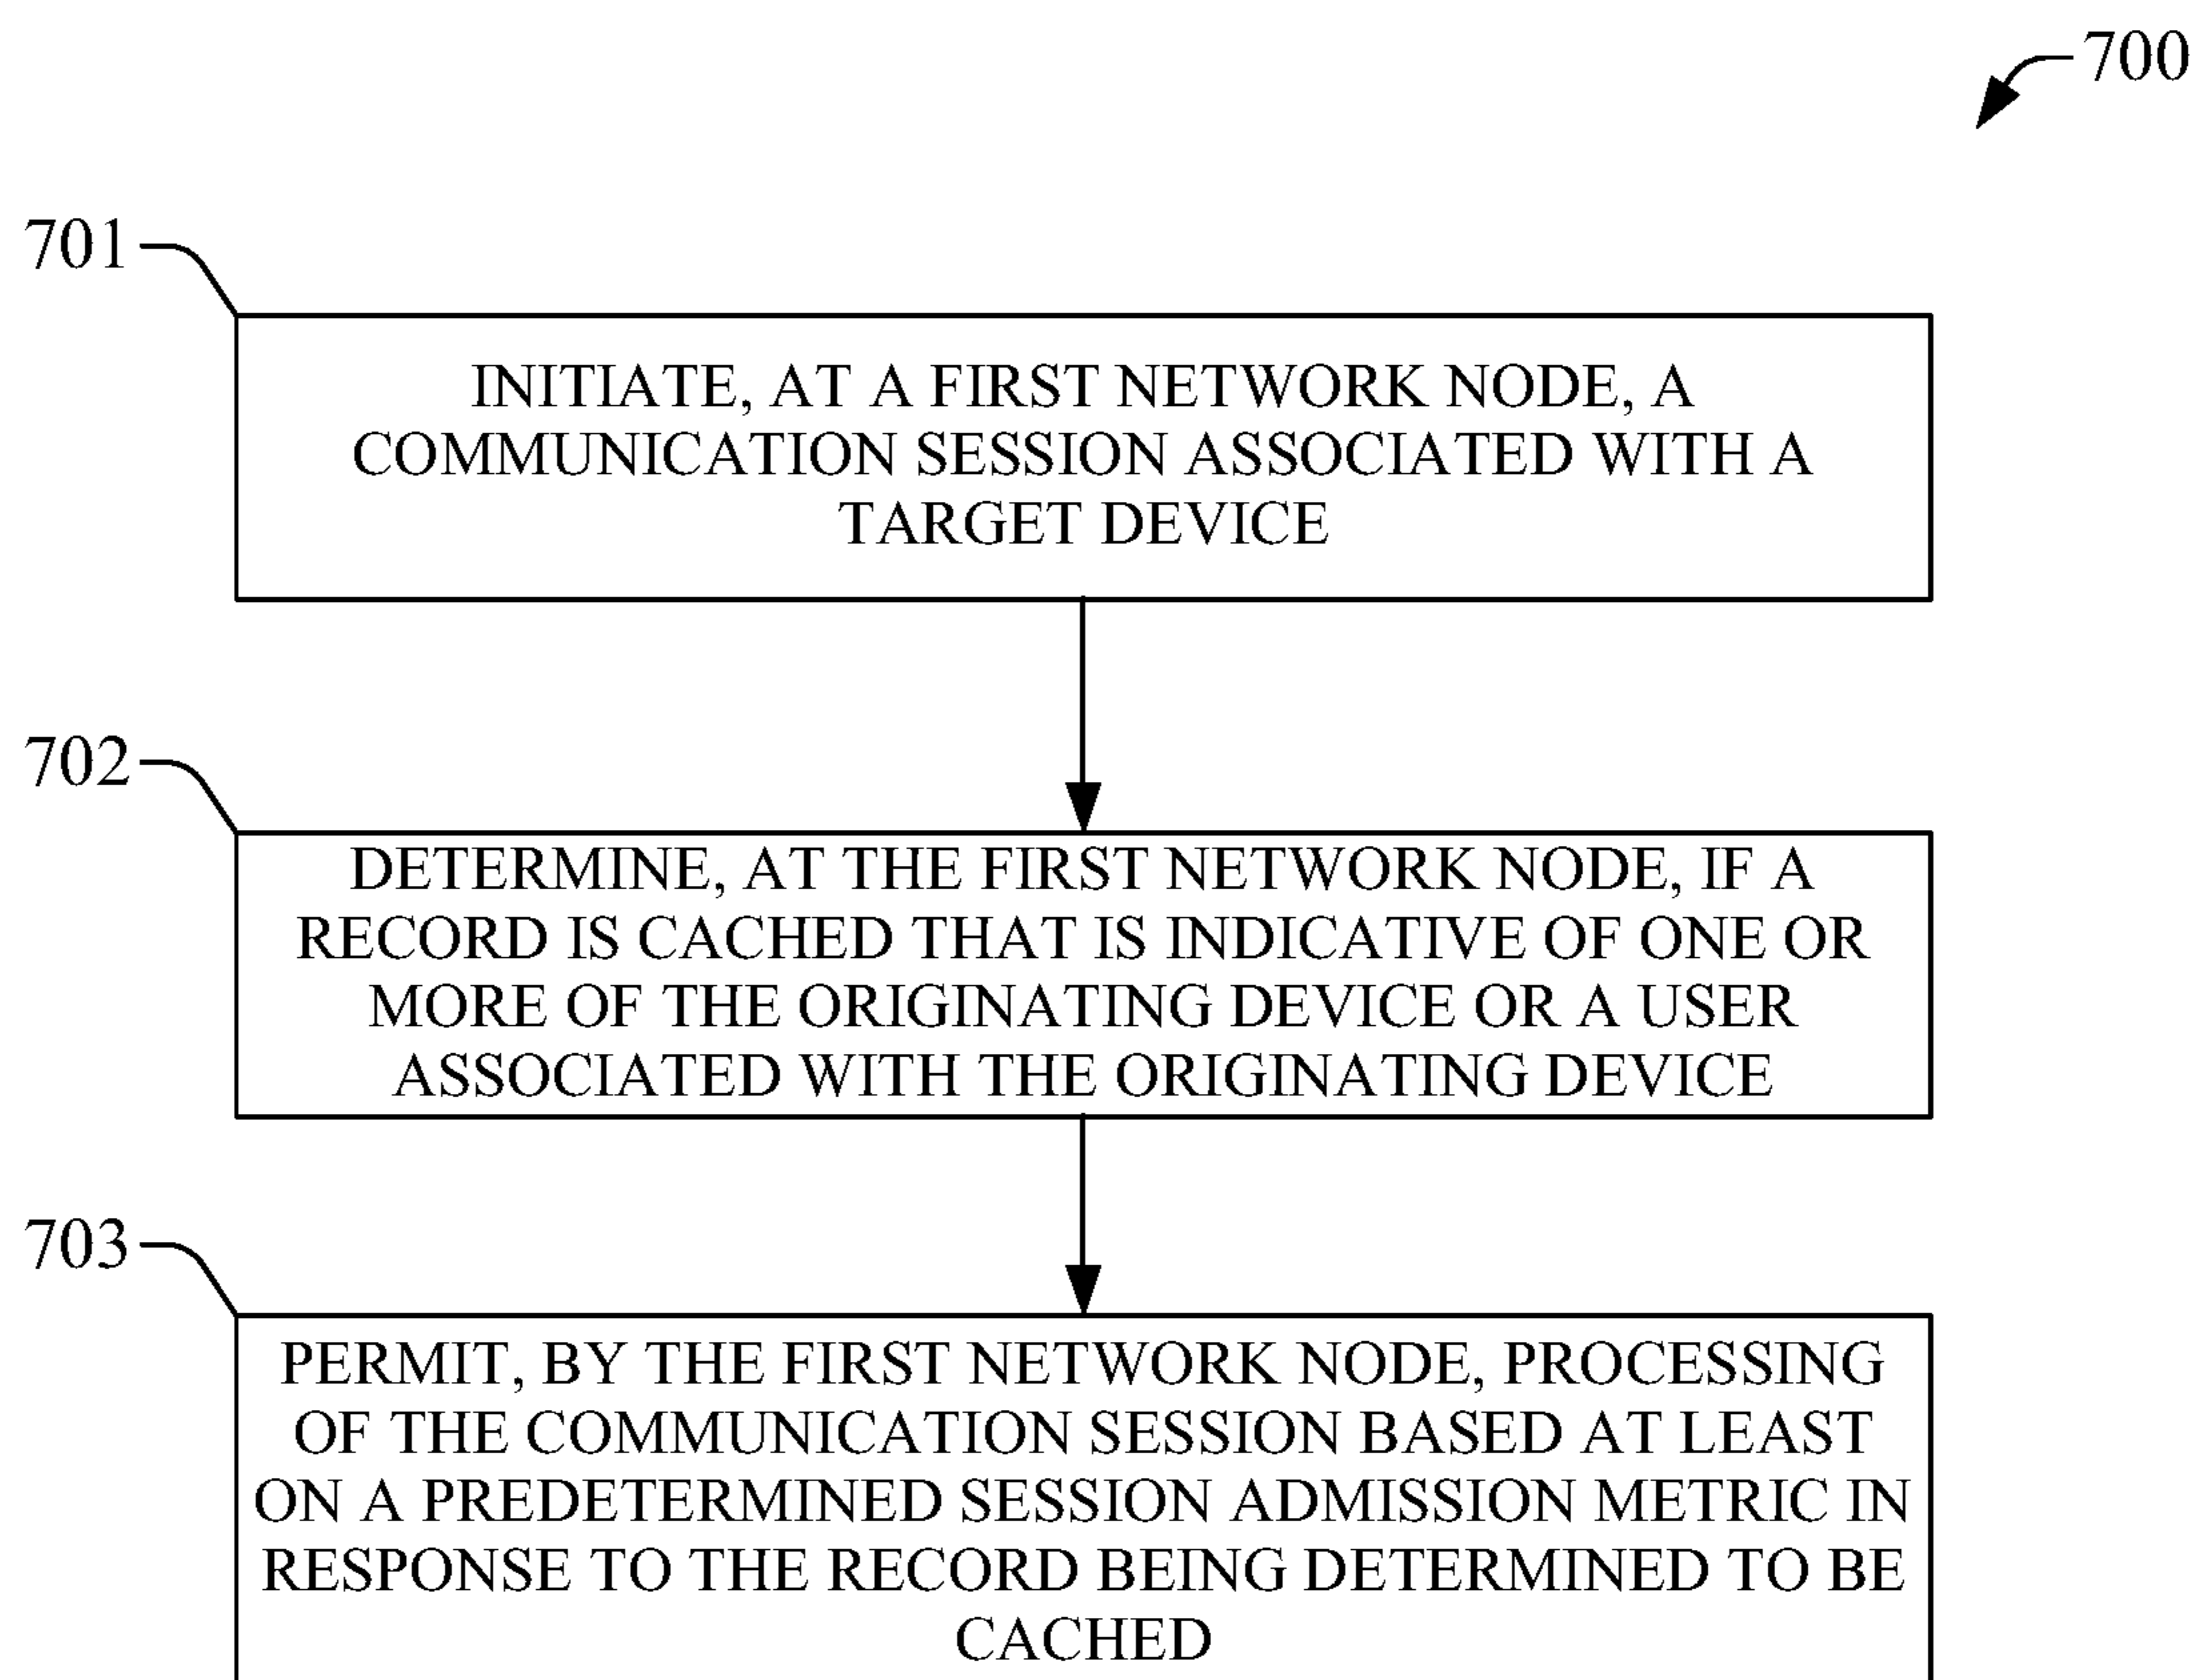 700
701
INITIATE, AT A FIRST NETWORK NODE, A
COMMUNICATION SESSION ASSOCIATED WITH A
TARGET DEVICE
702
DETERMINE, AT THE FIRST NETWORK NODE, IF A
RECORD IS CACHED THAT IS INDICATIVE OF ONE OR
MORE OF THE ORIGINATING DEVICE OR A USER
ASSOCIATED WITH THE ORIGINATING DEVICE
703
PERMIT, BY THE FIRST NETWORK NODE, PROCESSING
OF THE COMMUNICATION SESSION BASED AT LEAST
ON A PREDETERMINED SESSION ADMISSION METRIC IN
RESPONSE TO THE RECORD BEING DETERMINED TO BE
CACHED